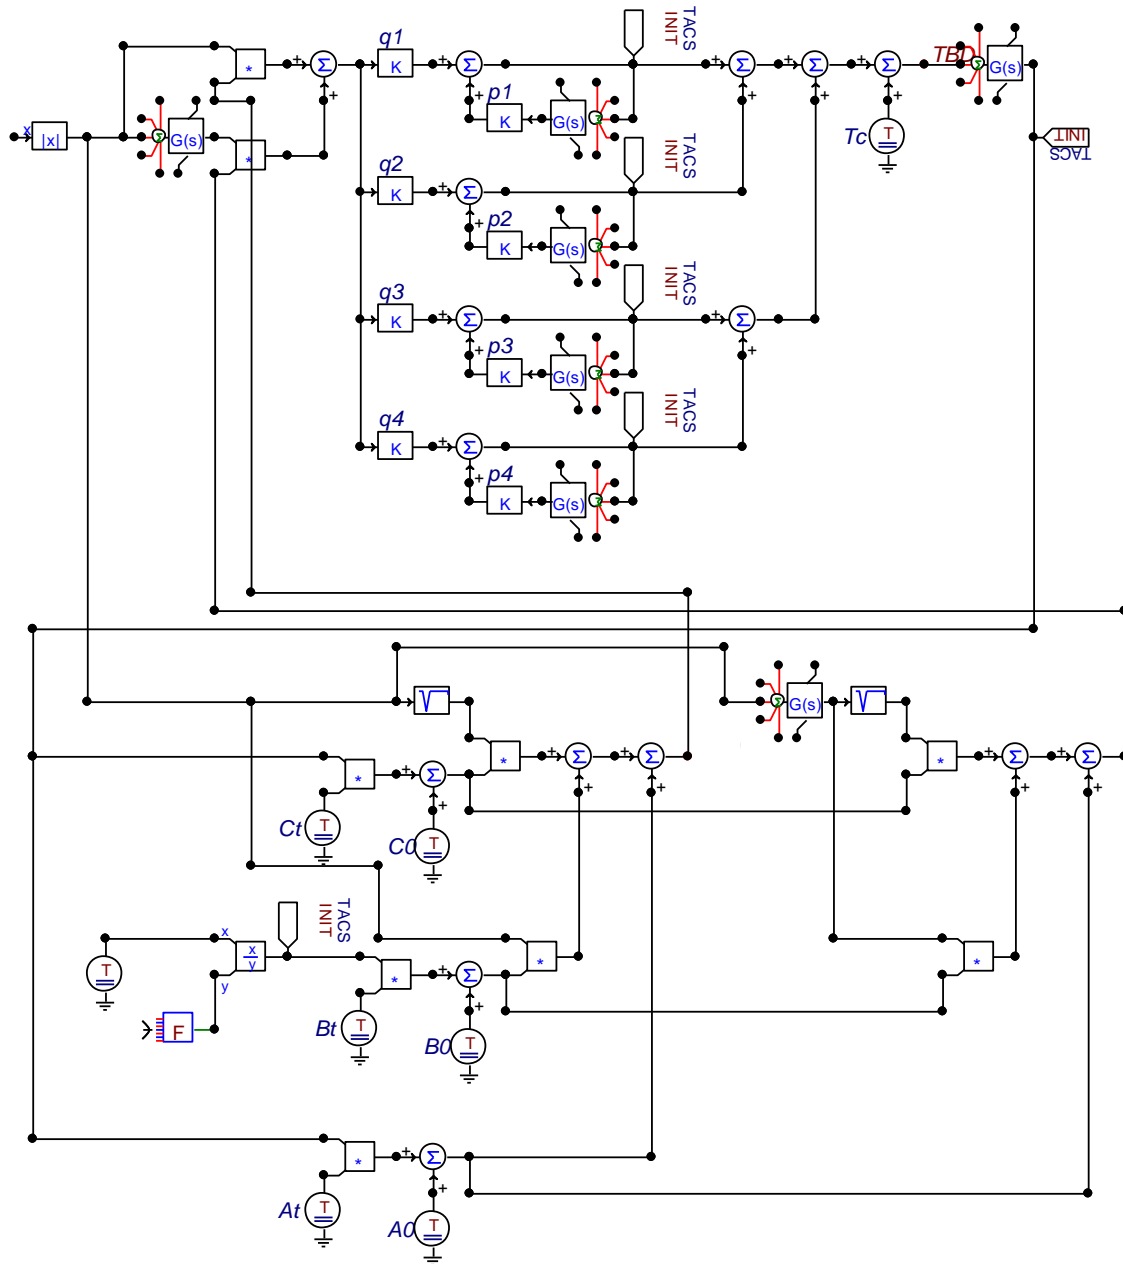 q1
TACS
INIT
*
Σ
K
Σ
Σ
Σ
Σ
TBD
Σ
G(s)
p1
x
|x|
Σ
G(s)
K
G(s)
Σ
Tc
T
INIT
TACS
*
q2
TACS
INIT
K
Σ
p2
K
G(s)
Σ
q3
TACS
INIT
K
Σ
Σ
p3
K
G(s)
Σ
q4
TACS
INIT
K
Σ
p4
K
G(s)
Σ
√
Σ
G(s)
√
*
Σ
Σ
*
Σ
Σ
*
Σ
Ct
T
C0
T
TACS
INIT
x
x
y
y
T
*
*
*
Σ
F
Bt
T
B0
T
*
Σ
At
T
A0
T